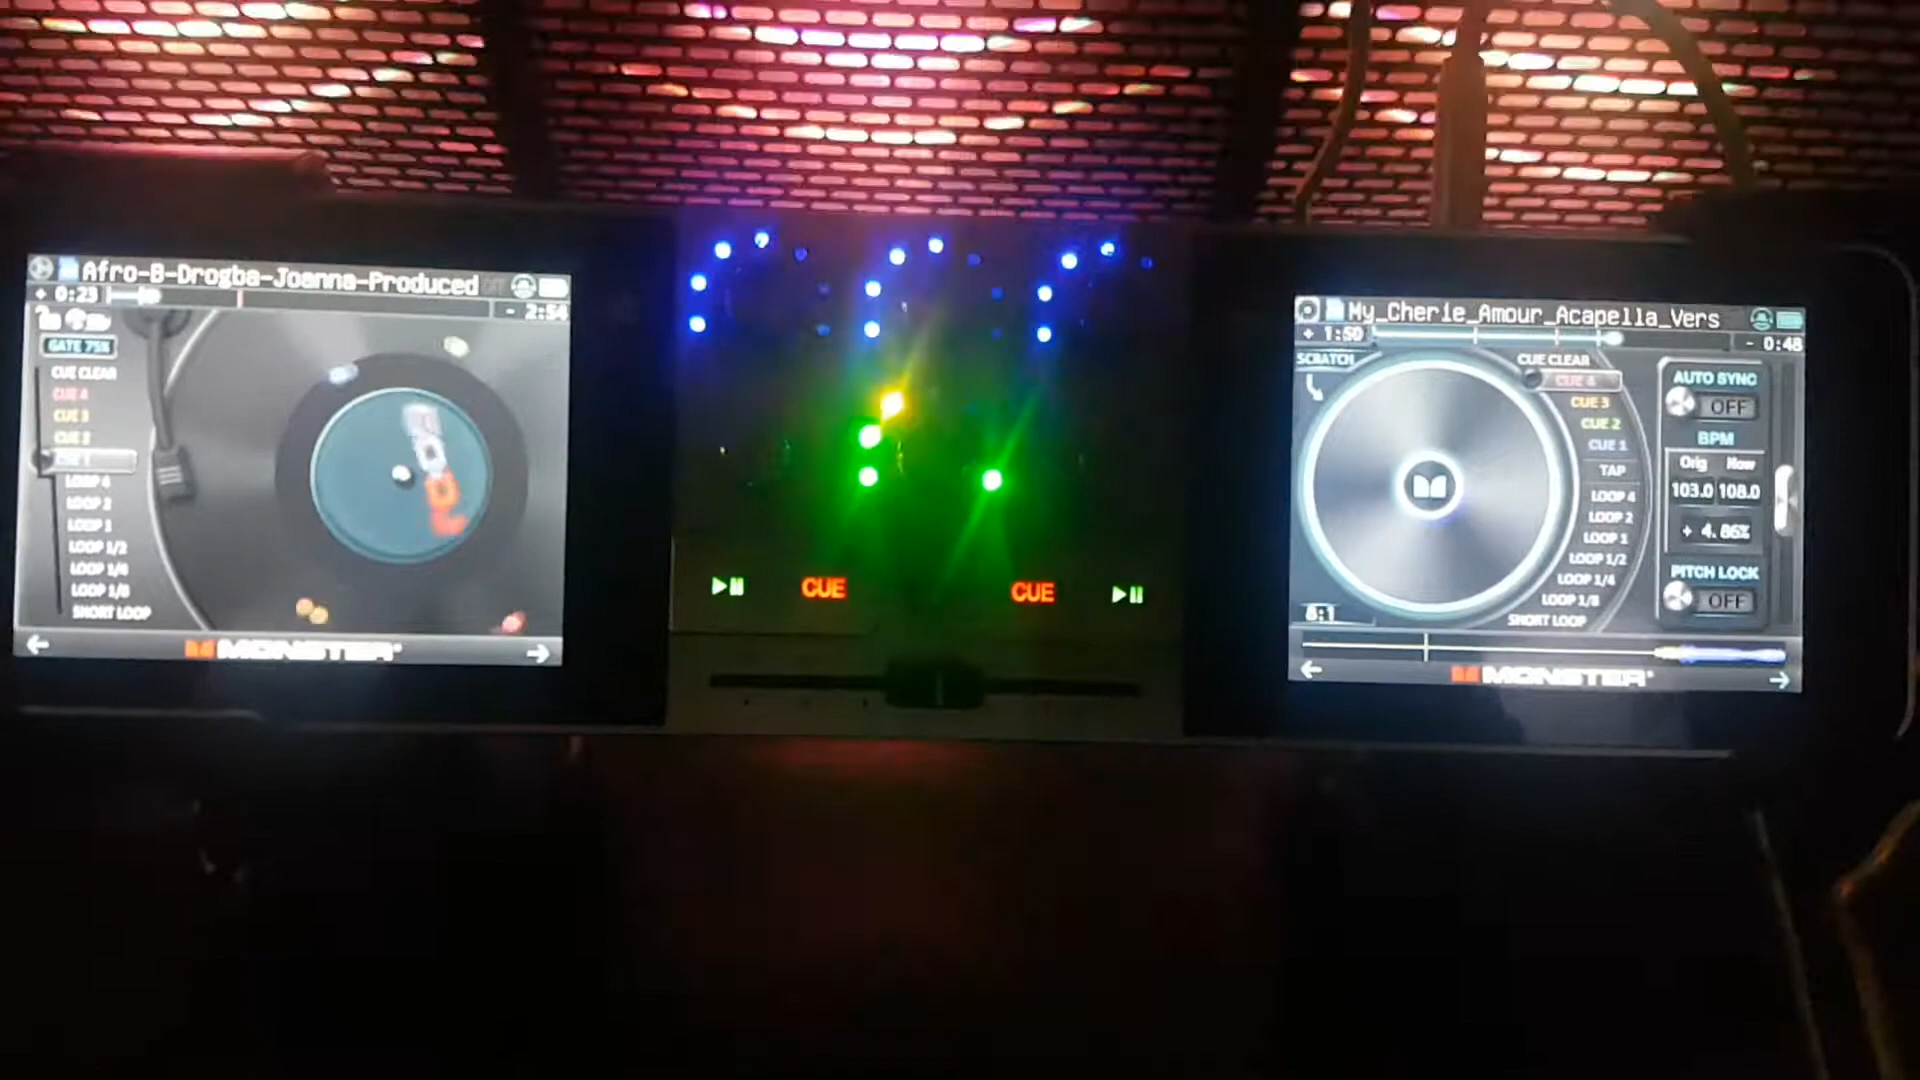 Afro-B-Drogba-Joanna-Produced
+ 0:23
- 2:54
GATE 75%
CUE CLEAR
CUE 4
CUE 3
CUE 2
CUE 1
LOOP 4
LOOP 2
LOOP 1
LOOP 1/2
LOOP 1/4
LOOP 1/8
SHORT LOOP
MONSTER
CUE
CUE
My_Cherie_Amour_Acapella_Vers
+ 1:50
- 0:48
SCRATCH
CUE CLEAR
CUE 4
CUE 3
CUE 2
CUE 1
TAP
LOOP 4
LOOP 2
LOOP 1
LOOP 1/2
LOOP 1/4
LOOP 1/8
SHORT LOOP
AUTO SYNC
OFF
BPM
Orig Now
103.0 108.0
+ 4.86%
PITCH LOCK
OFF
MONSTER